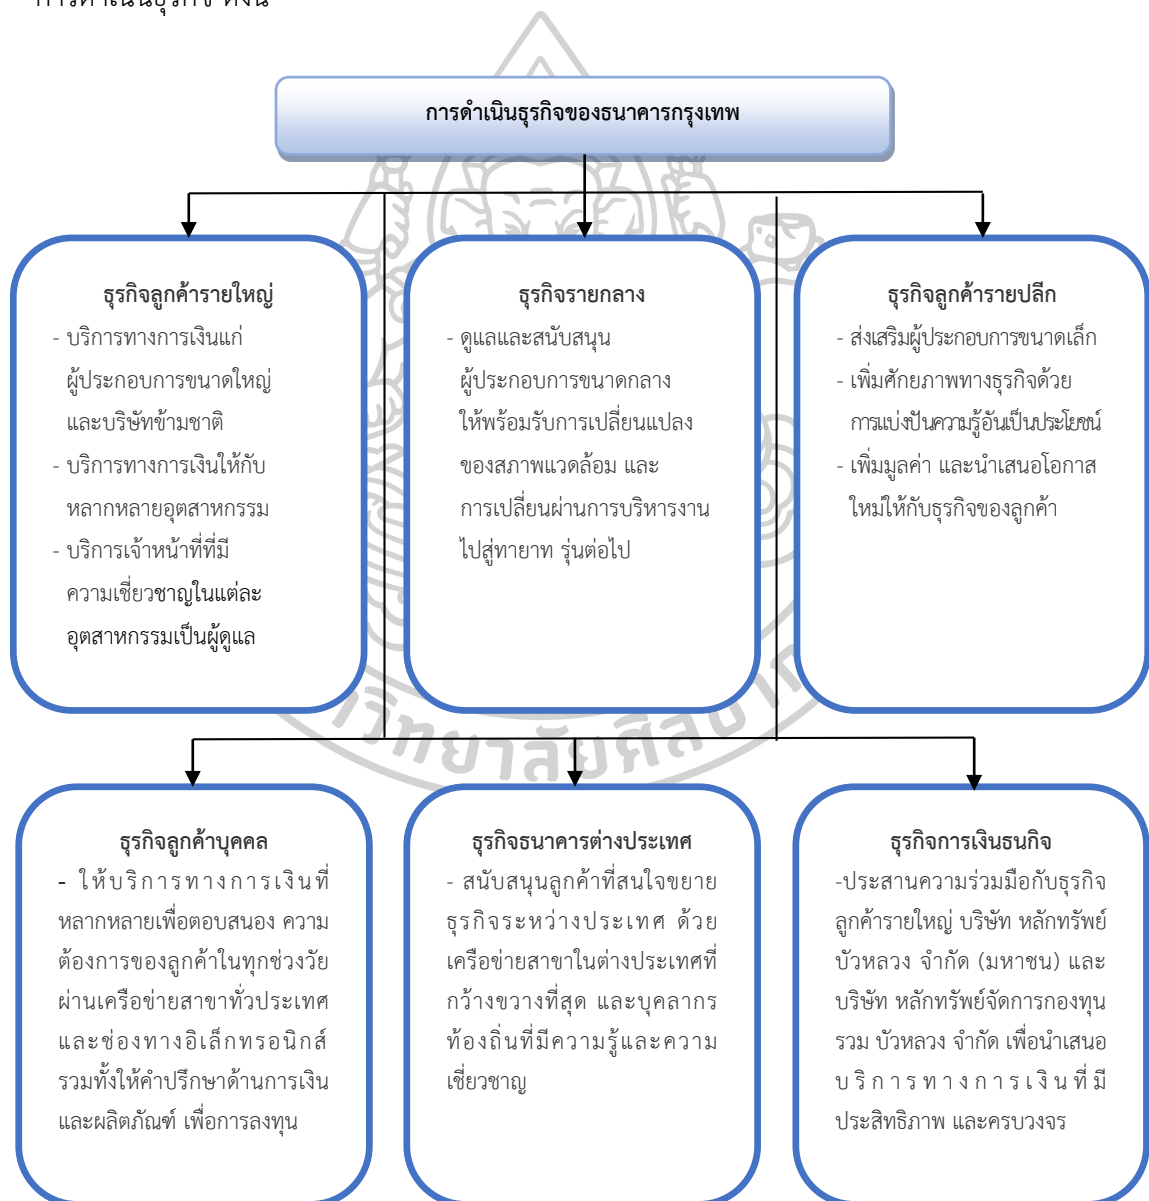 การดำเนินธุรกิจ ดังนี้
การดำเนินธุรกิจของธนาคารกรุงเทพ
ธุรกิจลูกค้ารายใหญ่
- บริการทางการเงินแก่
ผู้ประกอบการขนาดใหญ่
และบริษัทข้ามชาติ
- บริการทางการเงินให้กับ
หลากหลายอุตสาหกรรม
- บริการเจ้าหน้าที่ที่มี
ความเชี่ยวชาญในแต่ละ
อุตสาหกรรมเป็นผู้ดูแล
ธุรกิจรายกลาง
- ดูแลและสนับสนุน
ผู้ประกอบการขนาดกลาง
ให้พร้อมรับการเปลี่ยนแปลง
ของสภาพแวดล้อม และ
การเปลี่ยนผ่านการบริหารงาน
ไปสู่ทายาท รุ่นต่อไป
ธุรกิจลูกค้ารายปลีก
- ส่งเสริมผู้ประกอบการขนาดเล็ก
- เพิ่มศักยภาพทางธุรกิจด้วย
การแบ่งปันความรู้อันเป็นประโยชน์
- เพิ่มมูลค่า และนำเสนอโอกาส
ใหม่ให้กับธุรกิจของลูกค้า
วิทยาลัยศิลปาก
ธุรกิจลูกค้าบุคคล
- ให้บริการทางการเงินที่
หลากหลายเพื่อตอบสนอง ความ
ต้องการของลูกค้าในทุกช่วงวัย
ผ่านเครือข่ายสาขาทั่วประเทศ
และช่องทางอิเล็กทรอนิกส์
รวมทั้งให้คำปรึกษาด้านการเงิน
และผลิตภัณฑ์ เพื่อการลงทุน
ธุรกิจธนาคารต่างประเทศ
- สนับสนุนลูกค้าที่สนใจขยาย
ธุรกิจระหว่างประเทศ ด้วย
เครือข่ายสาขาในต่างประเทศที่
กว้างขวางที่สุด และบุคลากร
ท้องถิ่นที่มีความรู้และความ
เชี่ยวชาญ
ธุรกิจการเงินธนกิจ
-ประสานความร่วมมือกับธุรกิจ
ลูกค้ารายใหญ่ บริษัท หลักทรัพย์
บัวหลวง จำกัด (มหาชน) และ
บริษัท หลักทรัพย์จัดการกองทุน
รวม บัวหลวง จำกัด เพื่อนำเสนอ
บริการทางการเงินที่มี
ประสิทธิภาพ และครบวงจร